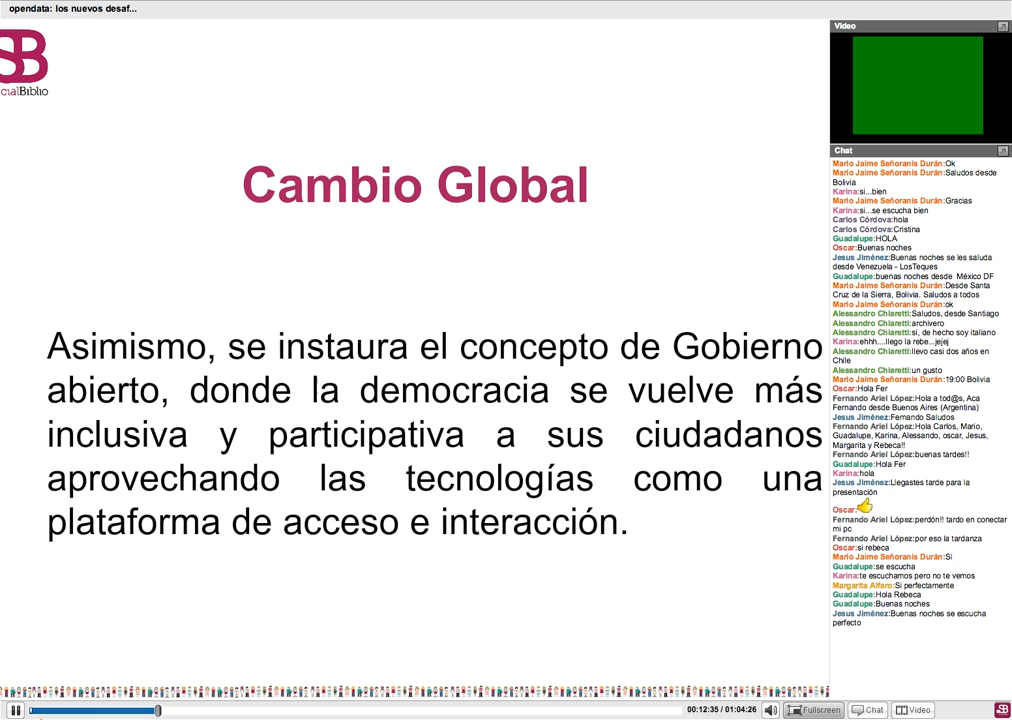 opendata: los nuevos desaf...
SB
cialBiblio
Cambio Global
Asimismo, se instaura el concepto de Gobierno
abierto, donde la democracia se vuelve más
inclusiva y participativa a sus ciudadanos
aprovechando las tecnologías como una
plataforma de acceso e interacción.
Video
Chat
Mario Jaime Señoranis Durán:Ok
Mario Jaime Señoranis Durán:Saludos desde
Bolivia
Karina:si...bien
Mario Jaime Señoranis Durán:Gracias
Karina:si...se escucha bien
Carlos Córdova:hola
Carlos Córdova:Cristina
Guadalupe:HOLA
Oscar:Buenas noches
Jesus Jiménez:Buenas noches se les saluda
desde Venezuela - LosTeques
Guadalupe:buenas noches desde México DF
Mario Jaime Señoranis Durán:Desde Santa
Cruz de la Sierra, Bolivia. Saludos a todos
Mario Jaime Señoranis Durán:ok
Alessandro Chiaretti:Saludos, desde Santiago
Alessandro Chiaretti:archivero
Alessandro Chiaretti:si, de hecho soy italiano
Karina:ehhh....llego la rebe...jejej
Alessandro Chiaretti:llevo casi dos años en
Chile
Alessandro Chiaretti:un gusto
Mario Jaime Señoranis Durán:19:00 Bolivia
Oscar:Hola Fer
Fernando Ariel López:Hola a tod@s, Aca
Fernando desde Buenos Aires (Argentina)
Jesus Jiménez:Fernando Saludos
Fernando Ariel López:Hola Carlos, Mario,
Guadalupe, Karina, Alessando, oscar, Jesus,
Margarita y Rebeca!!
Fernando Ariel López:buenas tardes!!
Guadalupe:Hola Fer
Karina:hola
Jesus Jiménez:Llegastes tarde para la
presentación
Oscar:
Fernando Ariel López:perdón!! tardo en conectar
mi pc
Fernando Ariel López:por eso la tardanza
Oscar:si rebeca
Mario Jaime Señoranis Durán:Si
Guadalupe:se escucha
Karina:te escuchamos pero no te vemos
Margarita Alfaro:Si perfectamente
Guadalupe:Hola Rebeca
Guadalupe:Buenas noches
Jesus Jiménez:Buenas noches se escucha
perfecto
00:12:35 / 01:04:26
Fullscreen
Chat
Video
SB